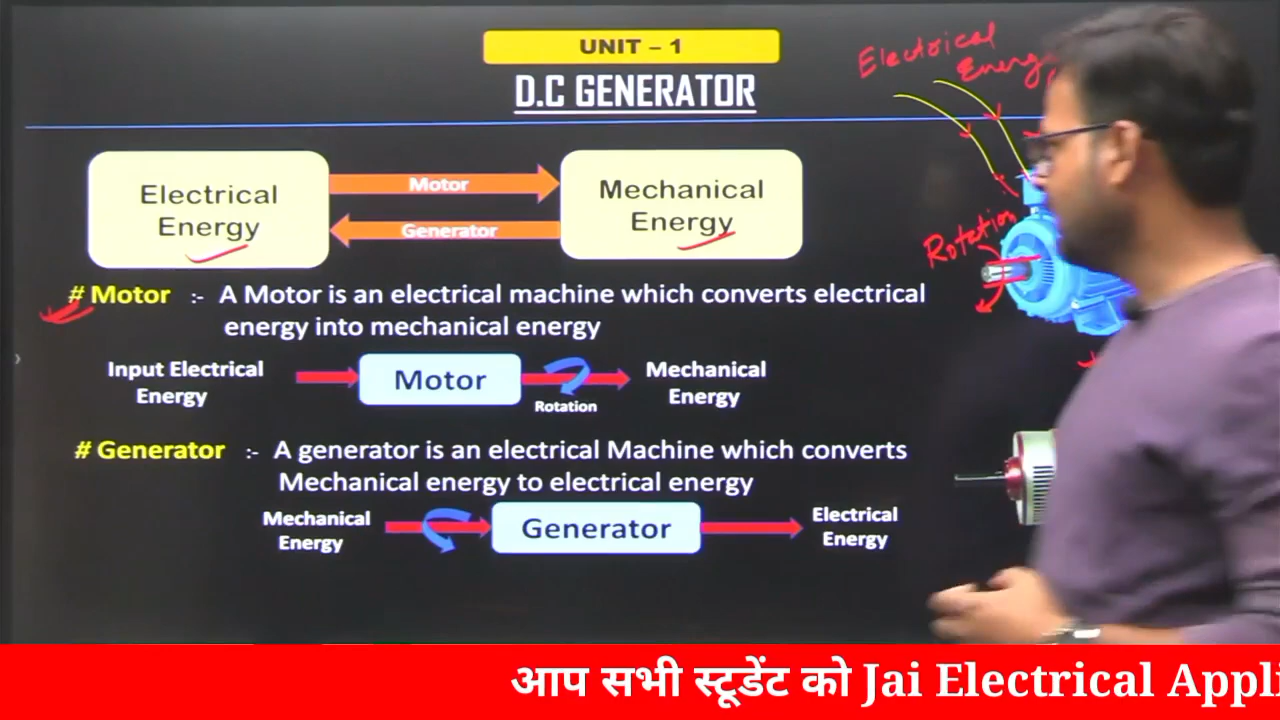 UNIT – 1
D.C GENERATOR
Electrical
Energy
Electrical
Energy
Motor
Generator
Mechanical
Energy
Rotation
# Motor :- A Motor is an electrical machine which converts electrical
energy into mechanical energy
Input Electrical
Energy
Motor
Rotation
Mechanical
Energy
# Generator :- A generator is an electrical Machine which converts
Mechanical energy to electrical energy
Mechanical
Energy
Generator
Electrical
Energy
आप सभी स्टूडेंट को Jai Electrical